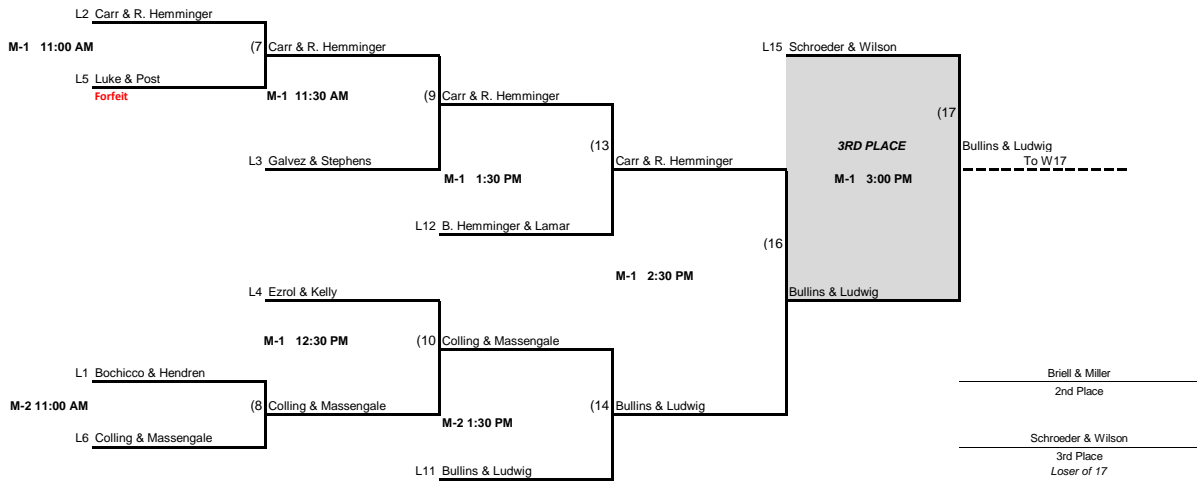 L2 Carr & R. Hemminger
M-1 11:00 AM
(7 Carr & R. Hemminger
L15 Schroeder & Wilson
L5 Luke & Post
Forfeit
M-1 11:30 AM
(9 Carr & R. Hemminger
(17
(13
3RD PLACE
Bullins & Ludwig
L3 Galvez & Stephens
Carr & R. Hemminger
To W17
M-1 1:30 PM
M-1 3:00 PM
L12 B. Hemminger & Lamar
(16
M-1 2:30 PM
L4 Ezrol & Kelly
Bullins & Ludwig
M-1 12:30 PM
(10 Colling & Massengale
L1 Bochicco & Hendren
Briell & Miller
2nd Place
M-2 11:00 AM
(8 Colling & Massengale
(14 Bullins & Ludwig
M-2 1:30 PM
L6 Colling & Massengale
Schroeder & Wilson
3rd Place
L11 Bullins & Ludwig
Loser of 17